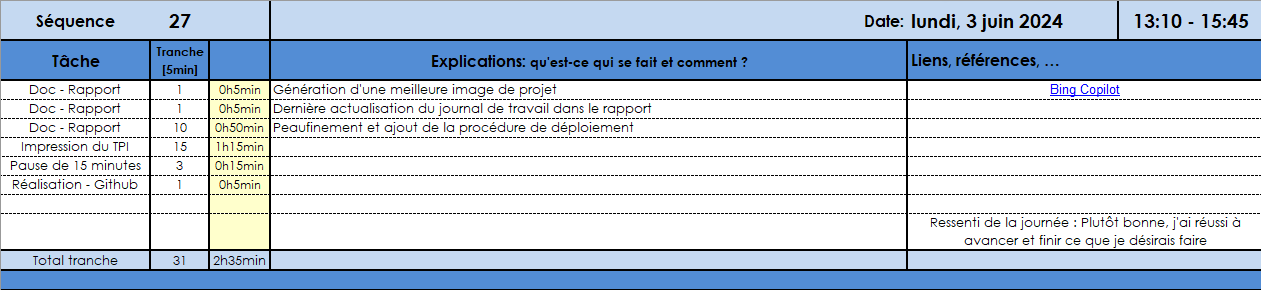 Séquence 27 Date: lundi, 3 juin 2024 13:10 - 15:45
Tâche Tranche [5min] Explications: qu'est-ce qui se fait et comment ? Liens, références, …
Doc - Rapport 1 0h5min Génération d'une meilleure image de projet Bing Copilot
Doc - Rapport 1 0h5min Dernière actualisation du journal de travail dans le rapport
Doc - Rapport 10 0h50min Peaufinement et ajout de la procédure de déploiement
Impression du TPI 15 1h15min
Pause de 15 minutes 3 0h15min
Réalisation - Github 1 0h5min
Ressenti de la journée : Plutôt bonne, j'ai réussi à
avancer et finir ce que je désirais faire
Total tranche 31 2h35min